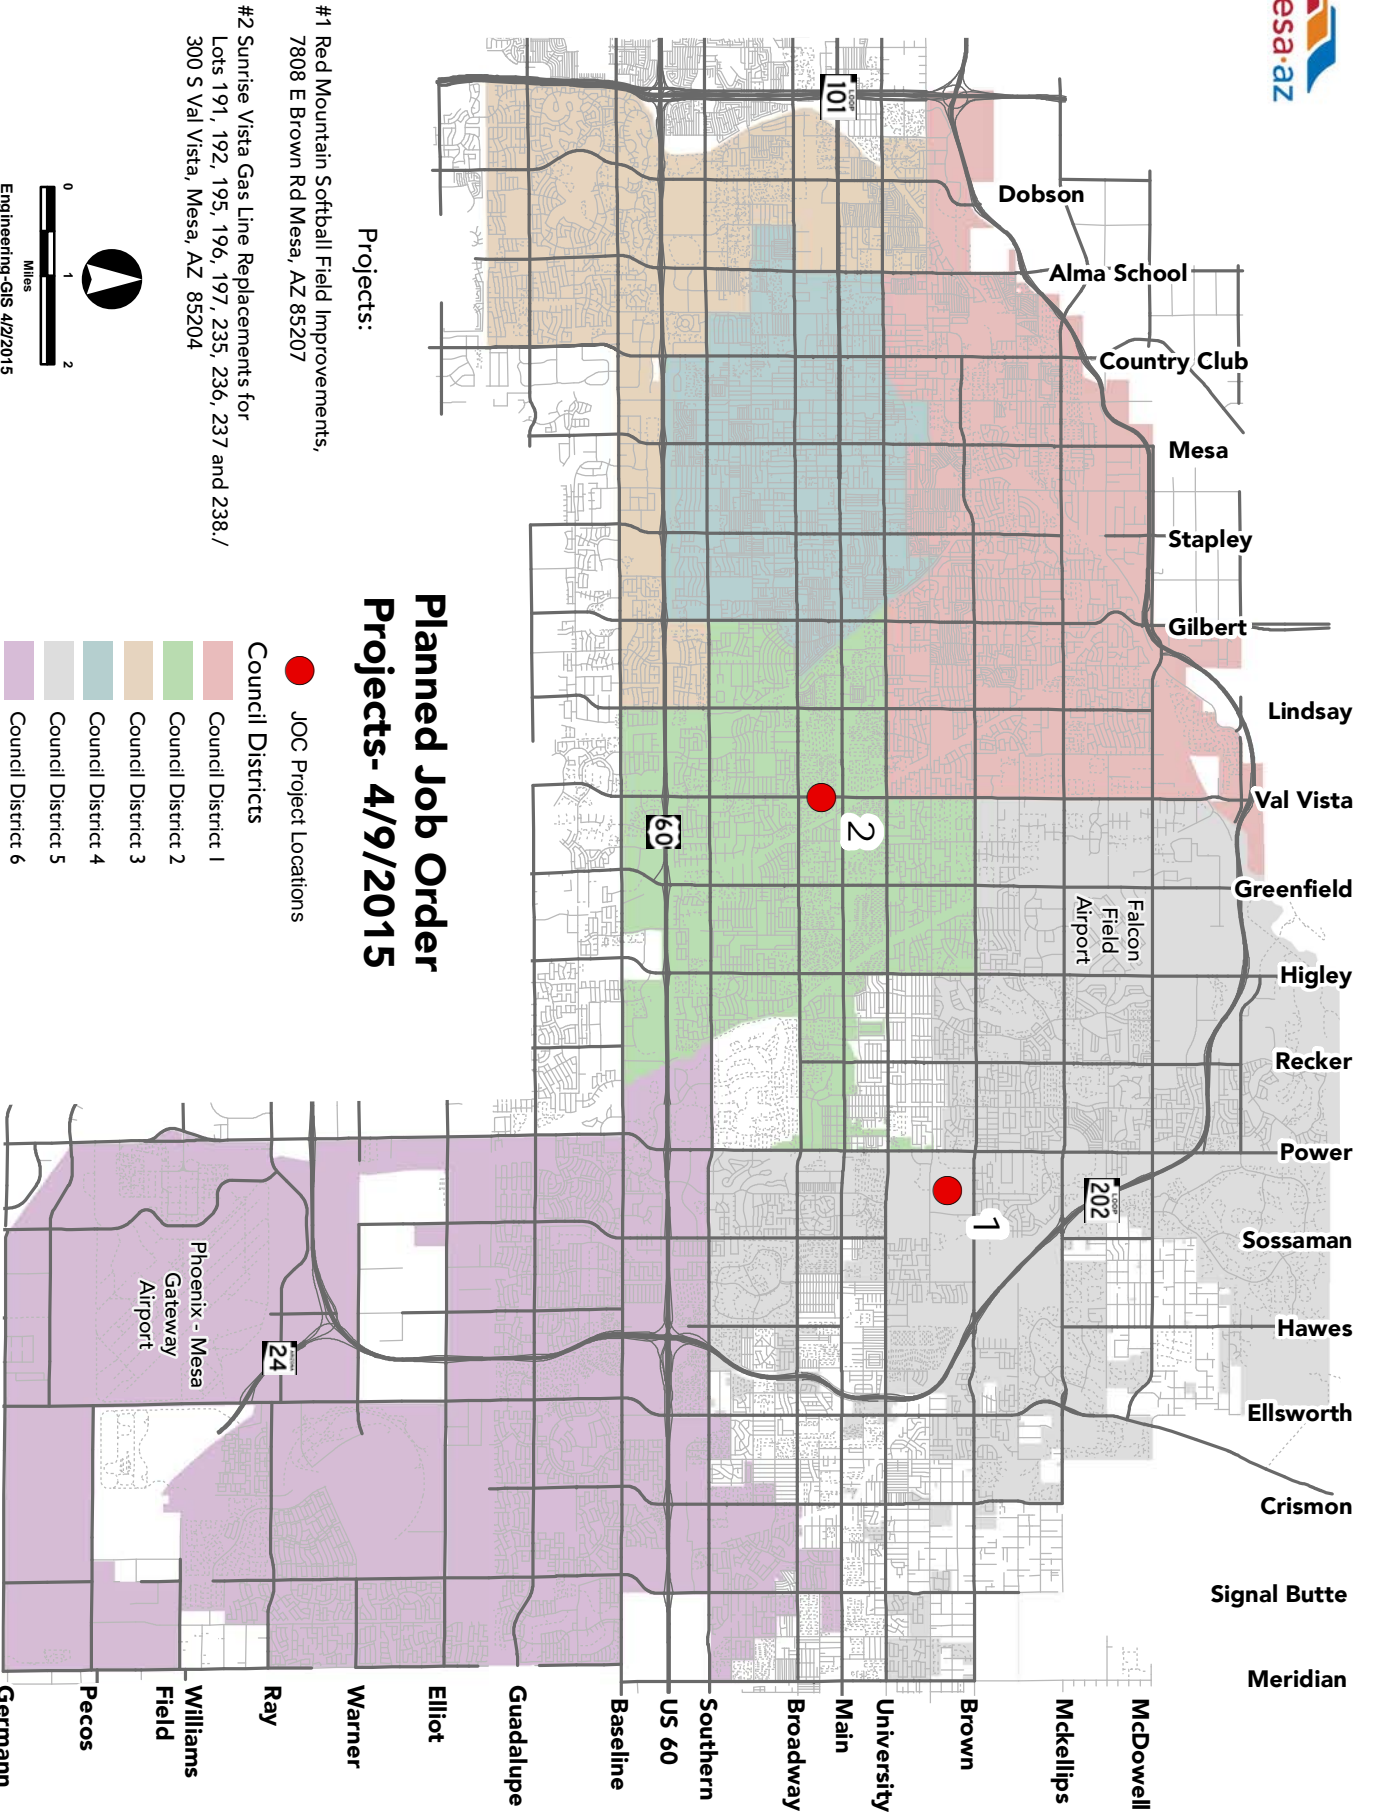 esa·az
Projects:
#1 Red Mountain Softball Field Improvements,
7808 E Brown Rd Mesa, AZ 85207
#2 Sunrise Vista Gas Line Replacements for
Lots 191, 192, 195, 196, 197, 235, 236, 237 and 238./
300 S Val Vista, Mesa, AZ 85204
0 1 2
Miles
Engineering-GIS 4/2/2015
Planned Job Order
Projects- 4/9/2015
JOC Project Locations
Council Districts
Council District 1
Council District 2
Council District 3
Council District 4
Council District 5
Council District 6
Dobson
Alma School
Country Club
Mesa
Stapley
Gilbert
Lindsay
Val Vista
Greenfield
Higley
Recker
Power
Sossaman
Hawes
Ellsworth
Crismon
Signal Butte
Meridian
McDowell
Mckellips
Brown
University
Main
Broadway
Southern
US 60
Baseline
Guadalupe
Elliot
Warner
Ray
Williams
Field
Pecos
Germann
LOOP
101
60
LOOP
202
24
2
1
Falcon
Field
Airport
Phoenix - Mesa
Gateway
Airport